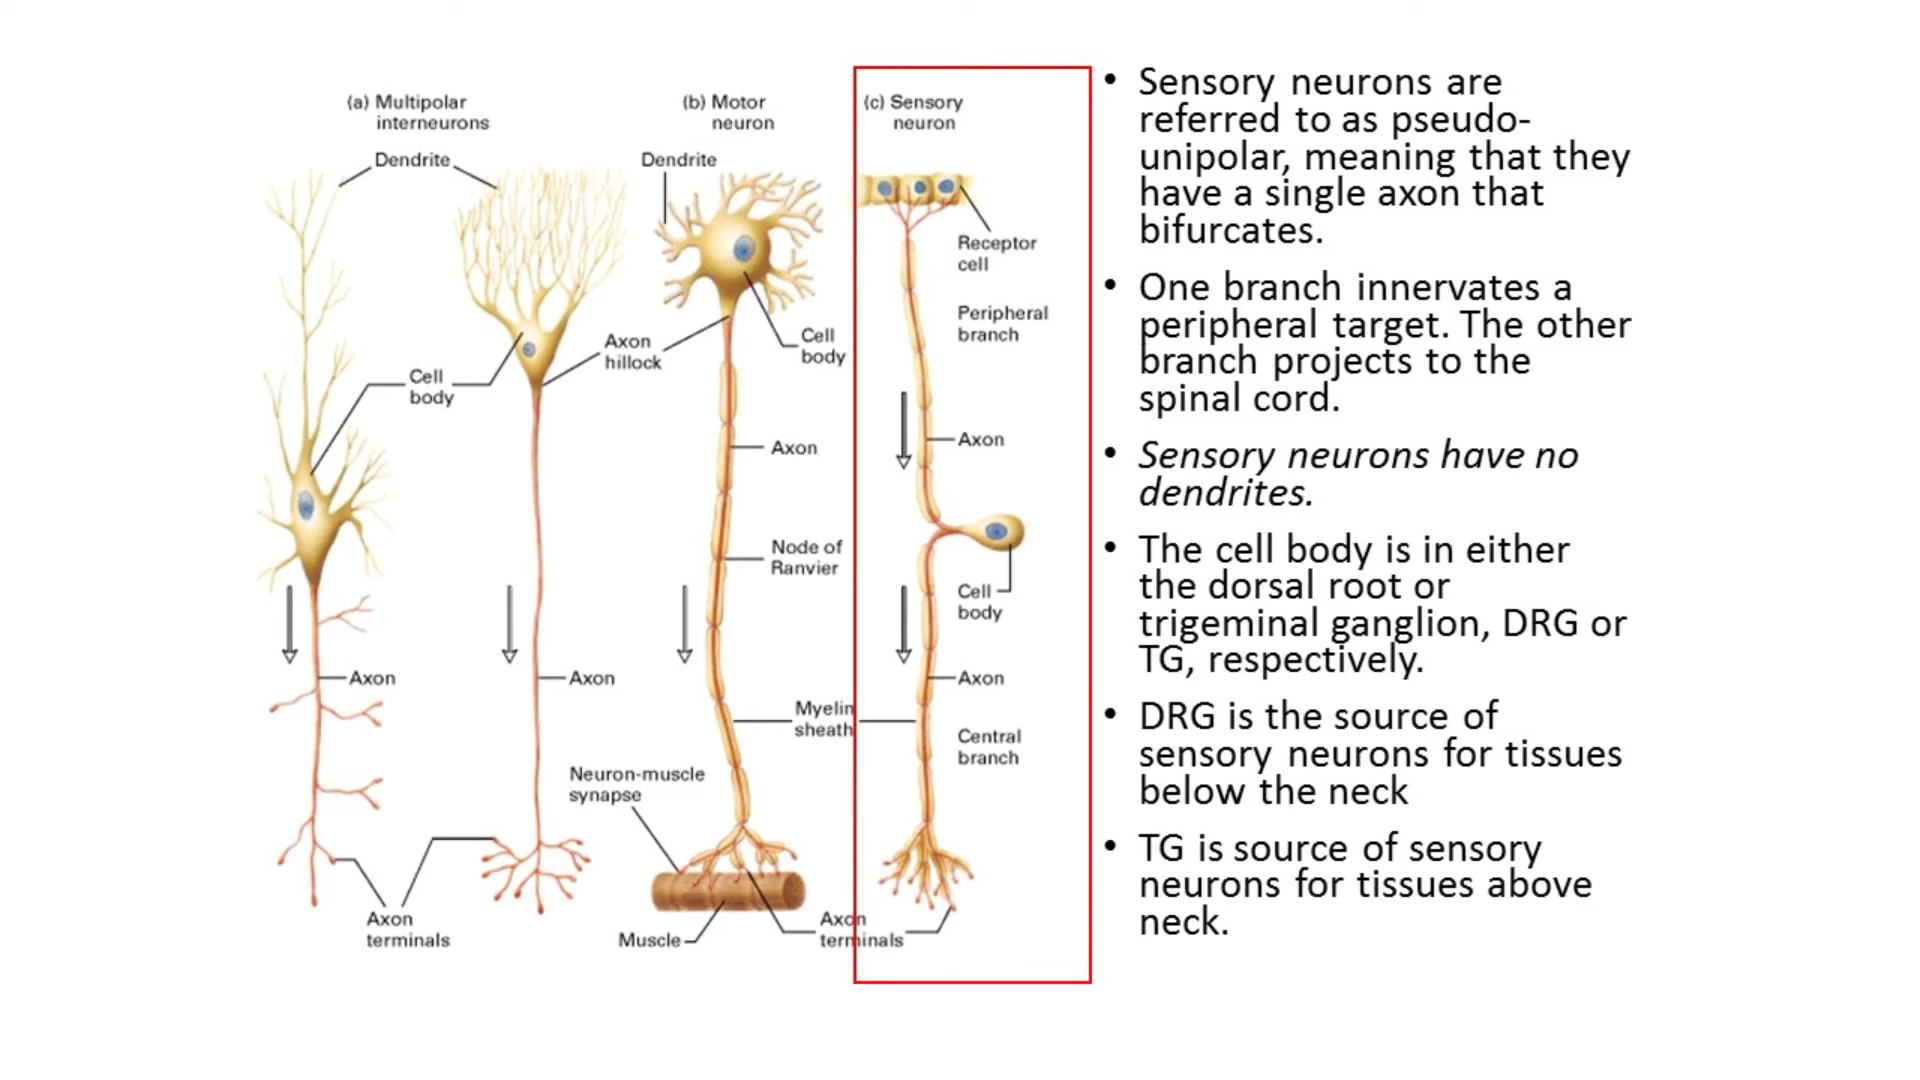 (a) Multipolar
interneurons
Dendrite
Cell
body
Axon
Axon
Axon
terminals
(b) Motor
neuron
Dendrite
Axon
hillock
Cell
body
Axon
Node of
Ranvier
Myelin
sheath
Neuron-muscle
synapse
Muscle
Axon
terminals
(c) Sensory
neuron
Receptor
cell
Peripheral
branch
Axon
Cell
body
Axon
Central
branch
• Sensory neurons are
referred to as pseudo-
unipolar, meaning that they
have a single axon that
bifurcates.
• One branch innervates a
peripheral target. The other
branch projects to the
spinal cord.
• Sensory neurons have no
dendrites.
• The cell body is in either
the dorsal root or
trigeminal ganglion, DRG or
TG, respectively.
• DRG is the source of
sensory neurons for tissues
below the neck
• TG is source of sensory
neurons for tissues above
neck.